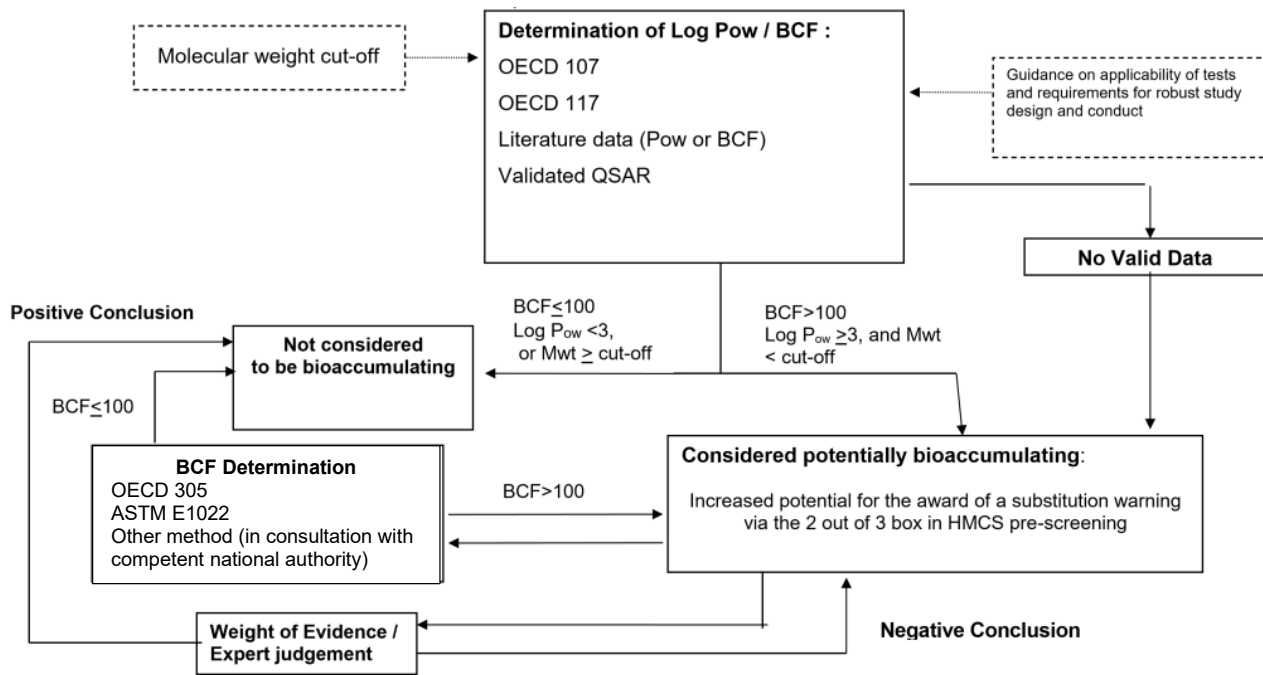 Determination of Log Pow / BCF :
OECD 107
OECD 117
Literature data (Pow or BCF)
Validated QSAR
Molecular weight cut-off
Guidance on applicability of tests
and requirements for robust study
design and conduct
No Valid Data
Positive Conclusion
BCF≤100
Log Pow <3,
or Mwt ≥ cut-off
BCF>100
Log Pow ≥3, and Mwt
< cut-off
Not considered
to be bioaccumulating
BCF≤100
BCF Determination
OECD 305
ASTM E1022
Other method (in consultation with
competent national authority)
BCF>100
Considered potentially bioaccumulating:
Increased potential for the award of a substitution warning
via the 2 out of 3 box in HMCS pre-screening
Weight of Evidence /
Expert judgement
Negative Conclusion